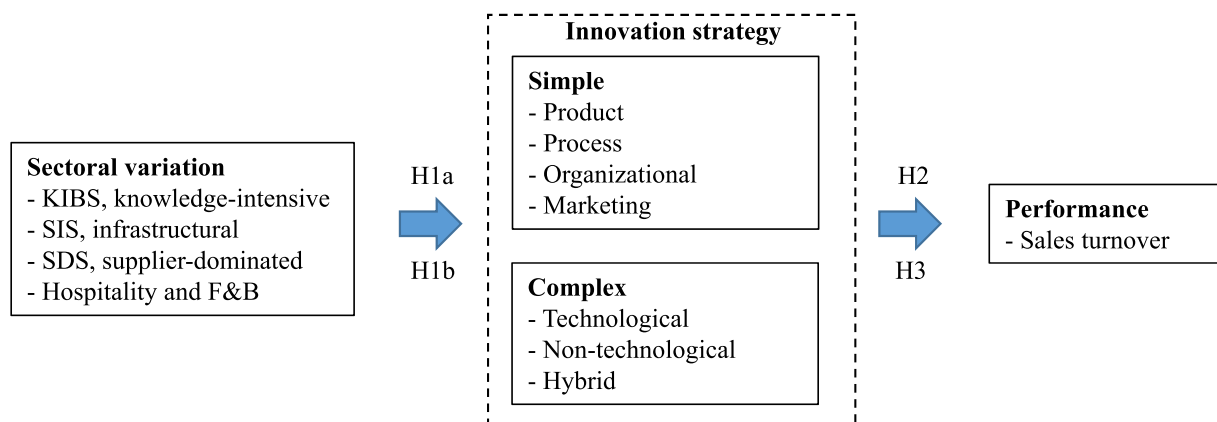 Innovation strategy
Simple
- Product
- Process
- Organizational
- Marketing
Sectoral variation
- KIBS, knowledge-intensive
- SIS, infrastructural
- SDS, supplier-dominated
- Hospitality and F&B
H1a
H1b
H2
H3
Performance
- Sales turnover
Complex
- Technological
- Non-technological
- Hybrid